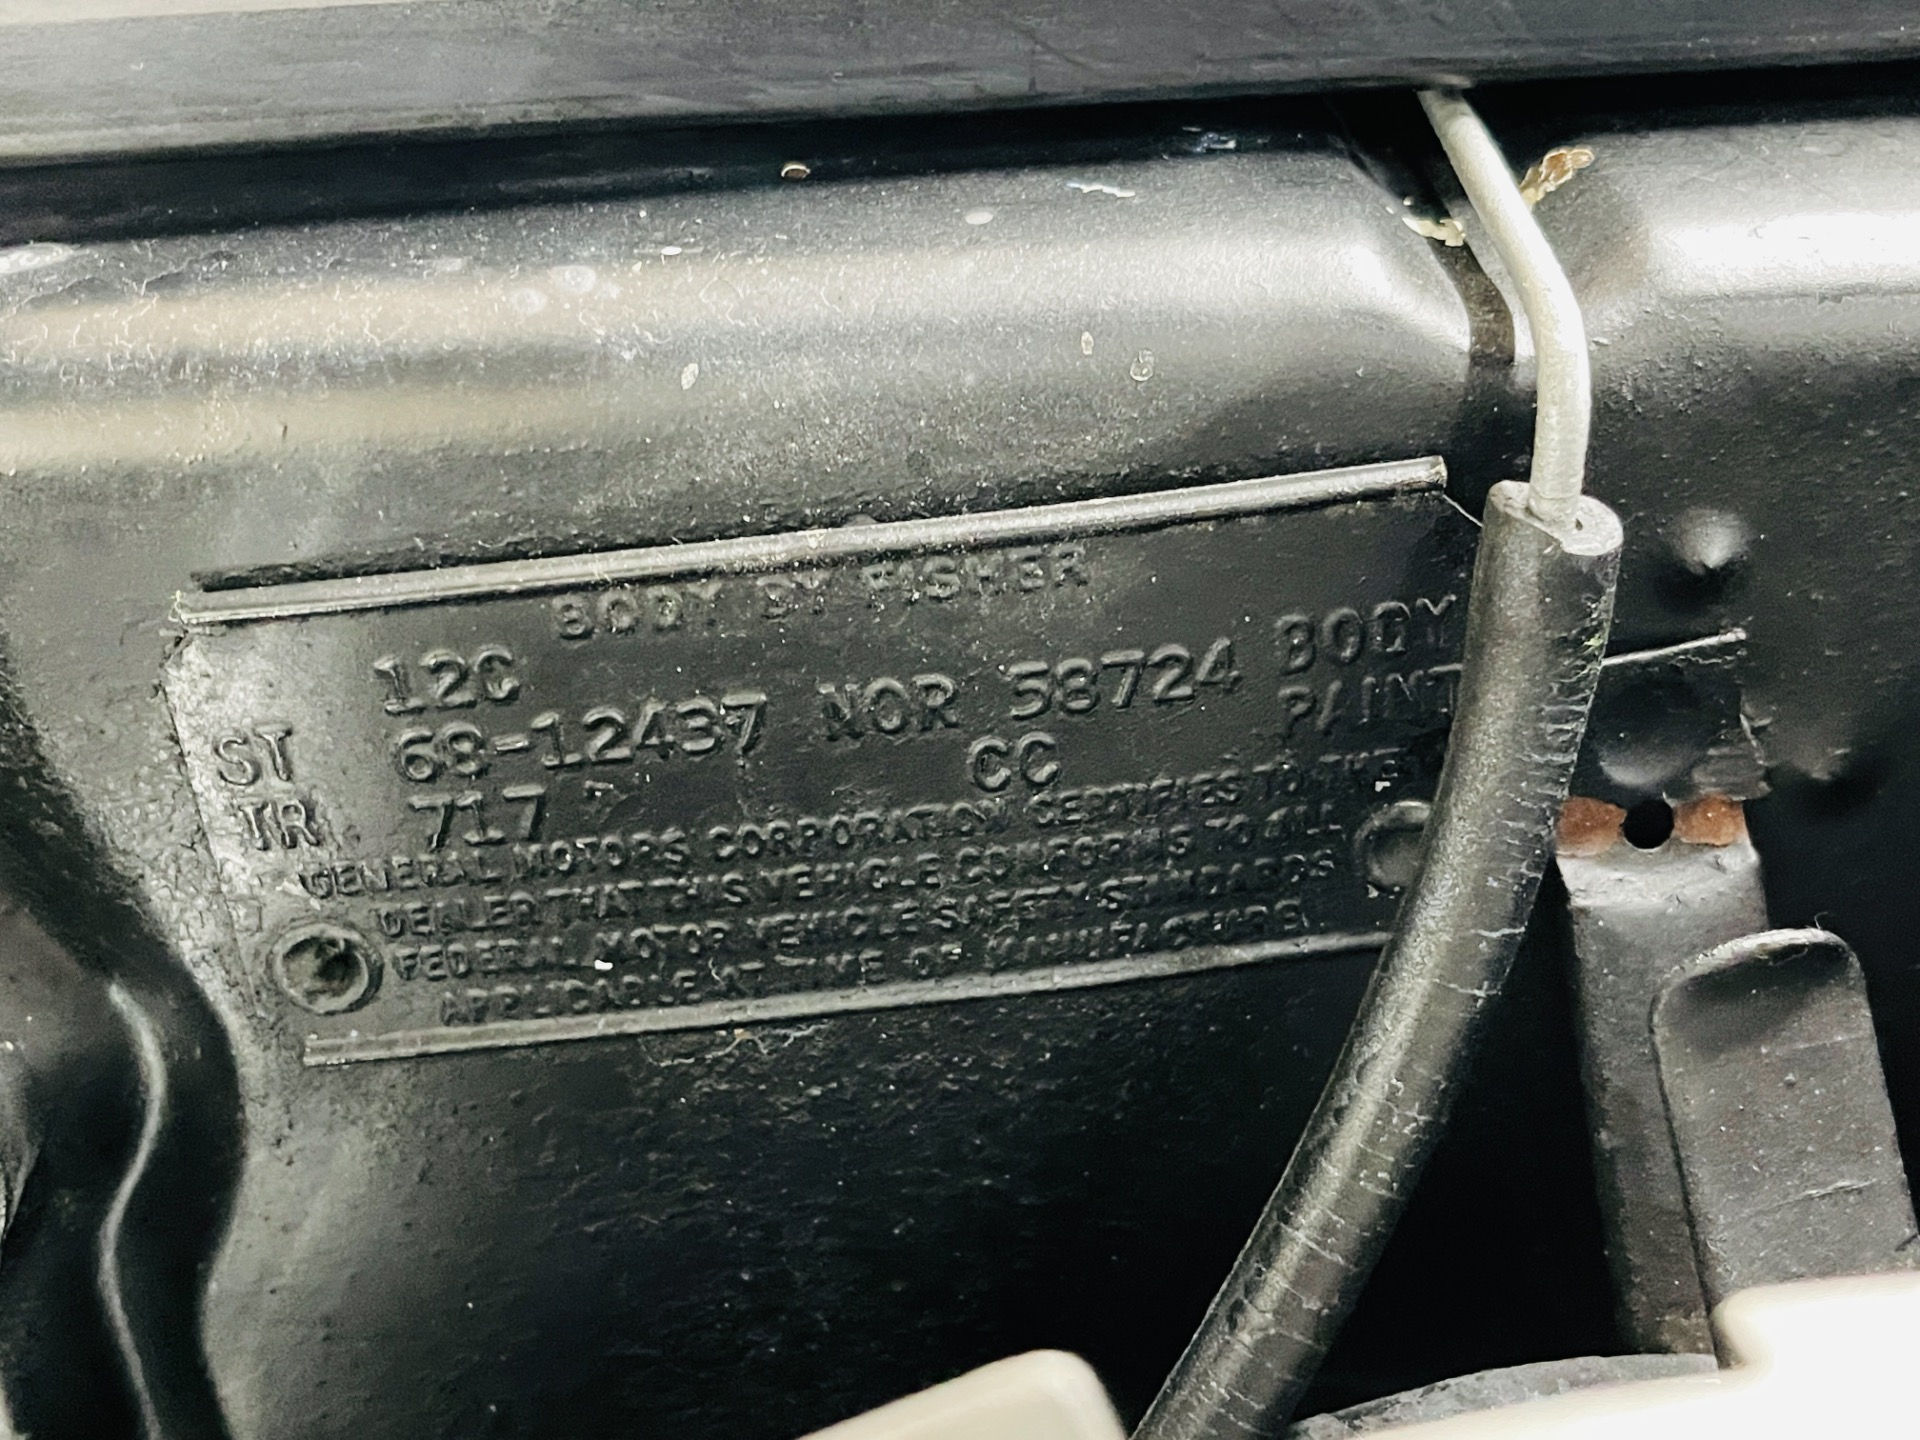 BODY BY FISHER
12C
ST 68-12437 NOR 58724 BODY
TR 717 CC PAINT
GENERAL MOTORS CORPORATION CERTIFIES TO THE
DEALER THAT THIS VEHICLE CONFORMS TO ALL
FEDERAL MOTOR VEHICLE SAFETY STANDARDS
APPLICABLE AT TIME OF MANUFACTURE